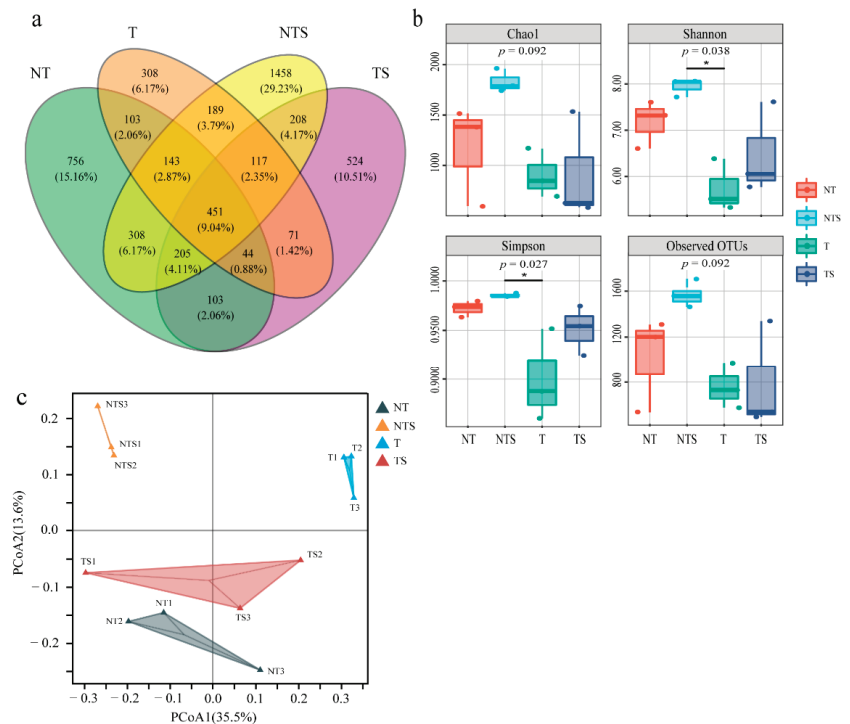 a
NT
T
NTS
TS
308
(6.17%)
1458
(29.23%)
103
(2.06%)
189
(3.79%)
208
(4.17%)
756
(15.16%)
143
(2.87%)
117
(2.35%)
524
(10.51%)
451
(9.04%)
308
(6.17%)
205
(4.11%)
44
(0.88%)
71
(1.42%)
103
(2.06%)
b
Chao1
p = 0.092
2000
1500
1000
Shannon
p = 0.038
*
8.00
7.00
6.00
Simpson
p = 0.027
*
1.0000
0.9500
0.9000
NT
NTS
T
TS
Observed OTUs
p = 0.092
1600
1200
800
NT
NTS
T
TS
NT
NTS
T
TS
c
NT
NTS
T
TS
NTS3
NTS1
NTS2
T1
T2
T3
TS1
TS2
TS3
NT1
NT2
NT3
0.2
0.1
0.0
− 0.1
− 0.2
PCoA2(13.6%)
− 0.3
− 0.2
− 0.1
0.0
0.1
0.2
0.3
PCoA1(35.5%)